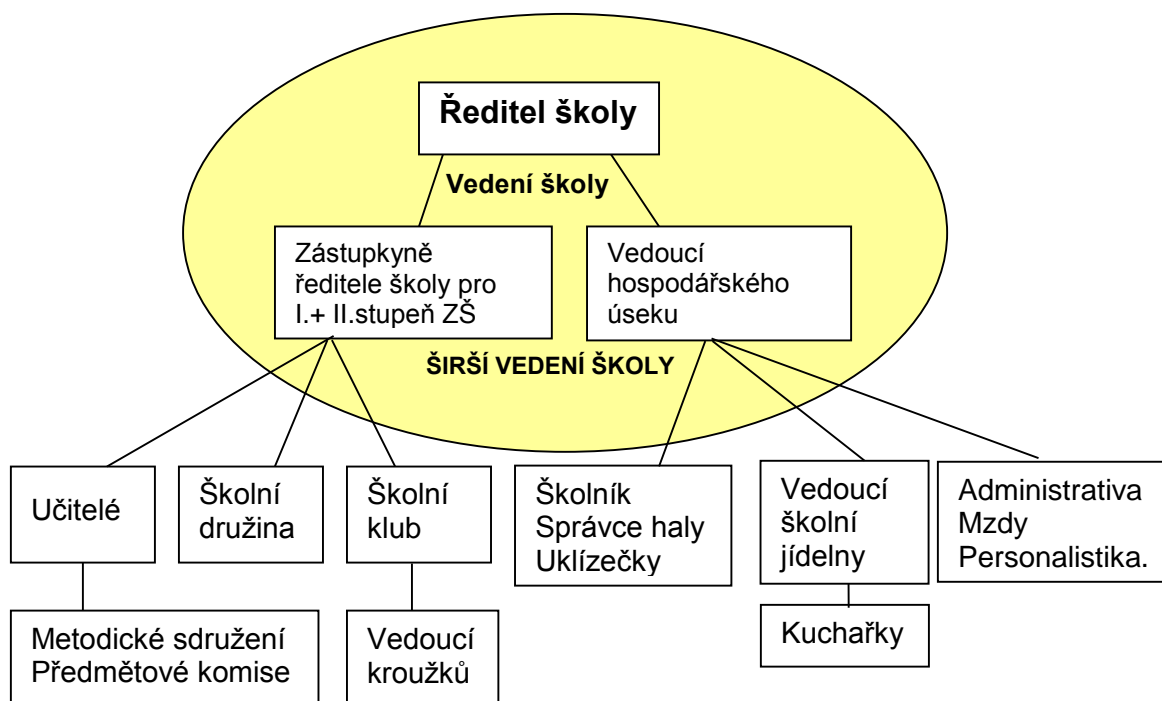 Ředitel školy
Vedení školy
Zástupkyně
ředitele školy pro
I.+ II.stupeň ZŠ
Vedoucí
hospodářského
úseku
ŠIRŠÍ VEDENÍ ŠKOLY
Učitelé
Školní
družina
Školní
klub
Školník
Správce haly
Uklízečky
Vedoucí
školní
jídelny
Administrativa
Mzdy
Personalistika.
Metodické sdružení
Předmětové komise
Vedoucí
kroužků
Kuchařky